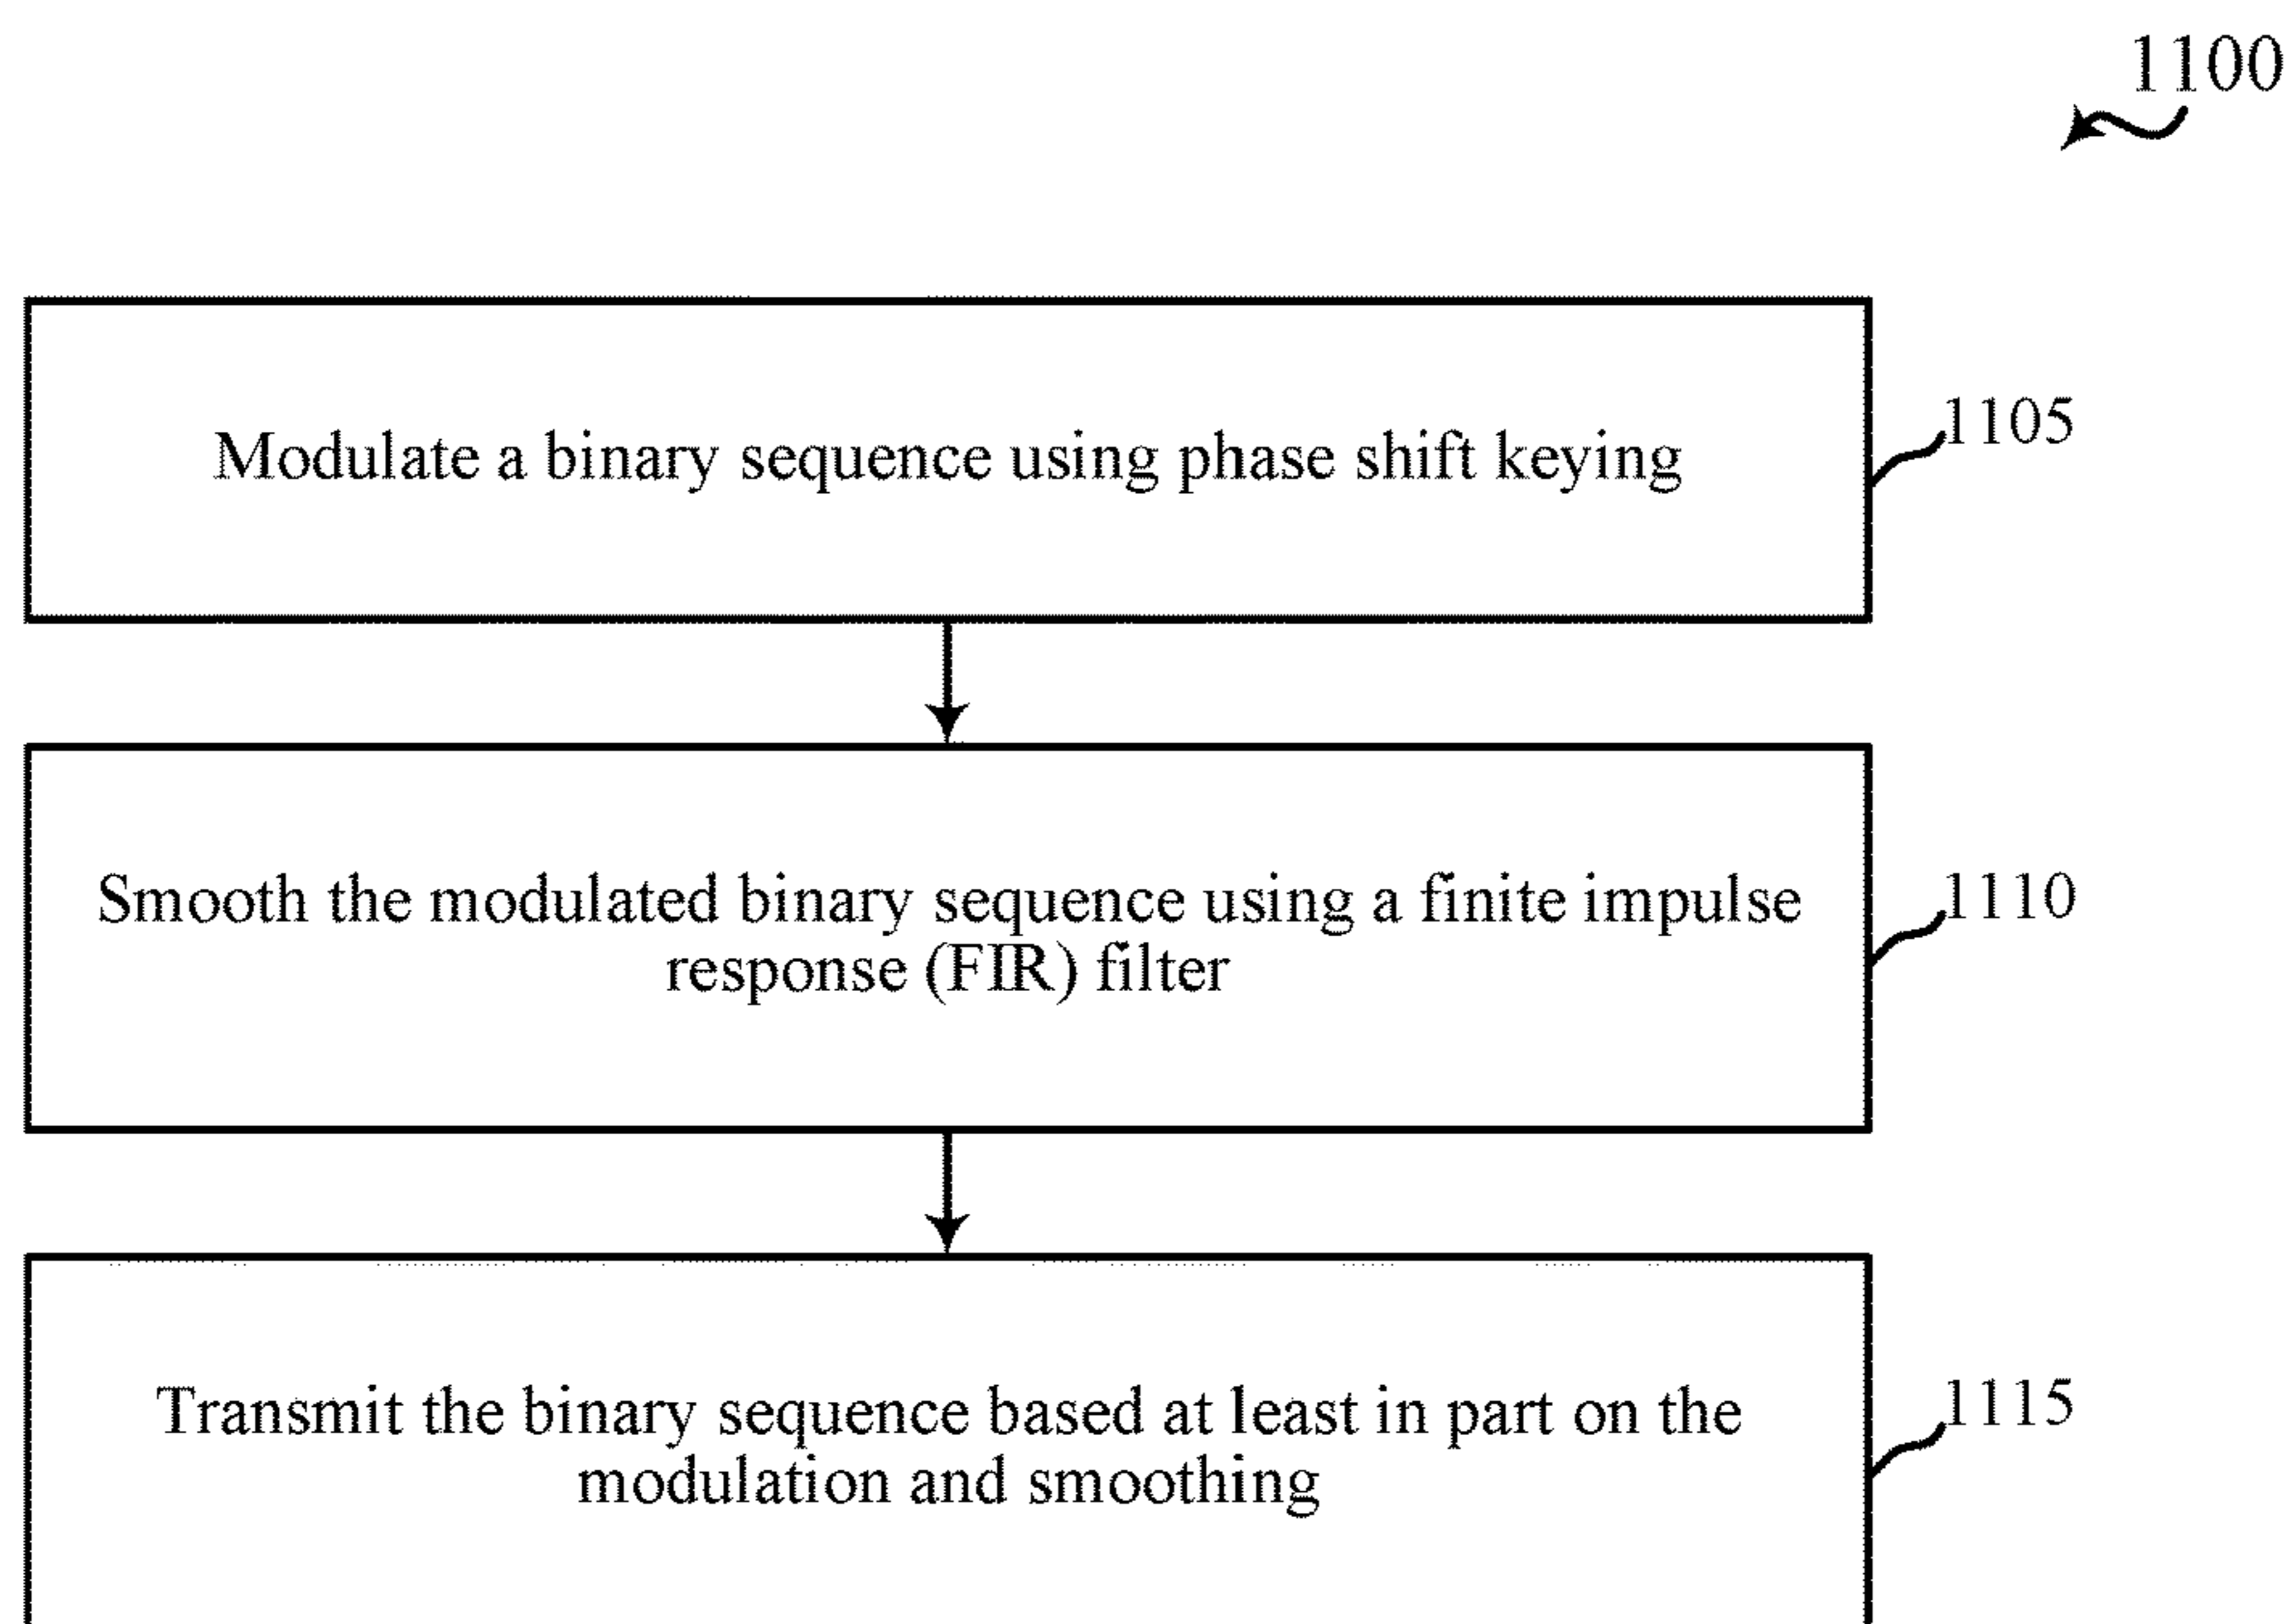 1100
Modulate a binary sequence using phase shift keying
1105
Smooth the modulated binary sequence using a finite impulse
response (FIR) filter
1110
Transmit the binary sequence based at least in part on the
modulation and smoothing
1115